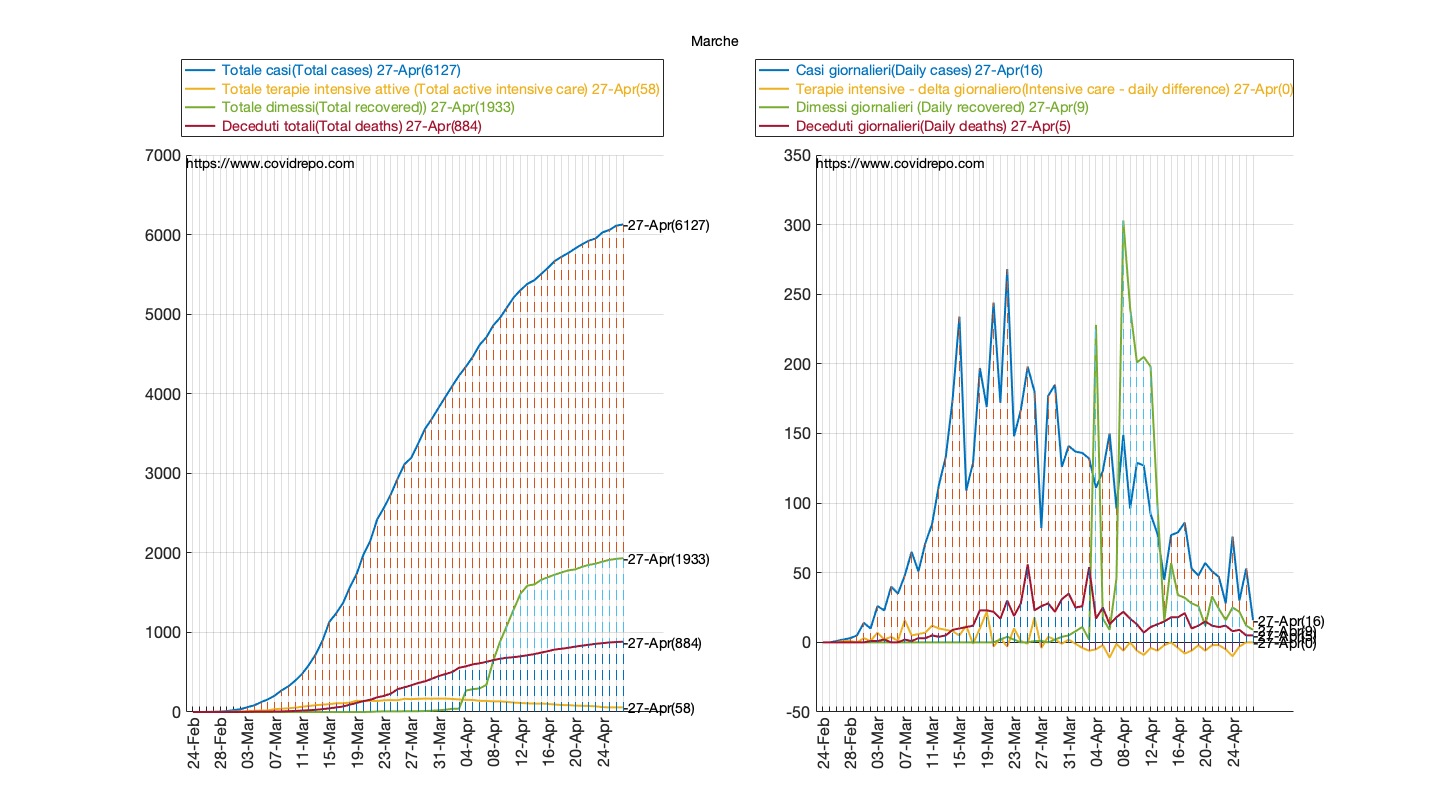 Marche
Totale casi(Total cases) 27-Apr(6127)
Totale terapie intensive attive (Total active intensive care) 27-Apr(58)
Totale dimessi(Total recovered)) 27-Apr(1933)
Deceduti totali(Total deaths) 27-Apr(884)
7000
https://www.covidrepo.com
6000
5000
4000
3000
2000
1000
0
-27-Apr(6127)
-27-Apr(1933)
-27-Apr(884)
-27-Apr(58)
24-Feb
28-Feb
03-Mar
07-Mar
11-Mar
15-Mar
19-Mar
23-Mar
27-Mar
31-Mar
04-Apr
08-Apr
12-Apr
16-Apr
20-Apr
24-Apr
Casi giornalieri(Daily cases) 27-Apr(16)
Terapie intensive - delta giornaliero(Intensive care - daily difference) 27-Apr(0)
Dimessi giornalieri (Daily recovered) 27-Apr(9)
Deceduti giornalieri(Daily deaths) 27-Apr(5)
350
https://www.covidrepo.com
300
250
200
150
100
50
0
-50
-27-Apr(16)
-27-Apr(9)
-27-Apr(5)
-27-Apr(0)
24-Feb
28-Feb
03-Mar
07-Mar
11-Mar
15-Mar
19-Mar
23-Mar
27-Mar
31-Mar
04-Apr
08-Apr
12-Apr
16-Apr
20-Apr
24-Apr